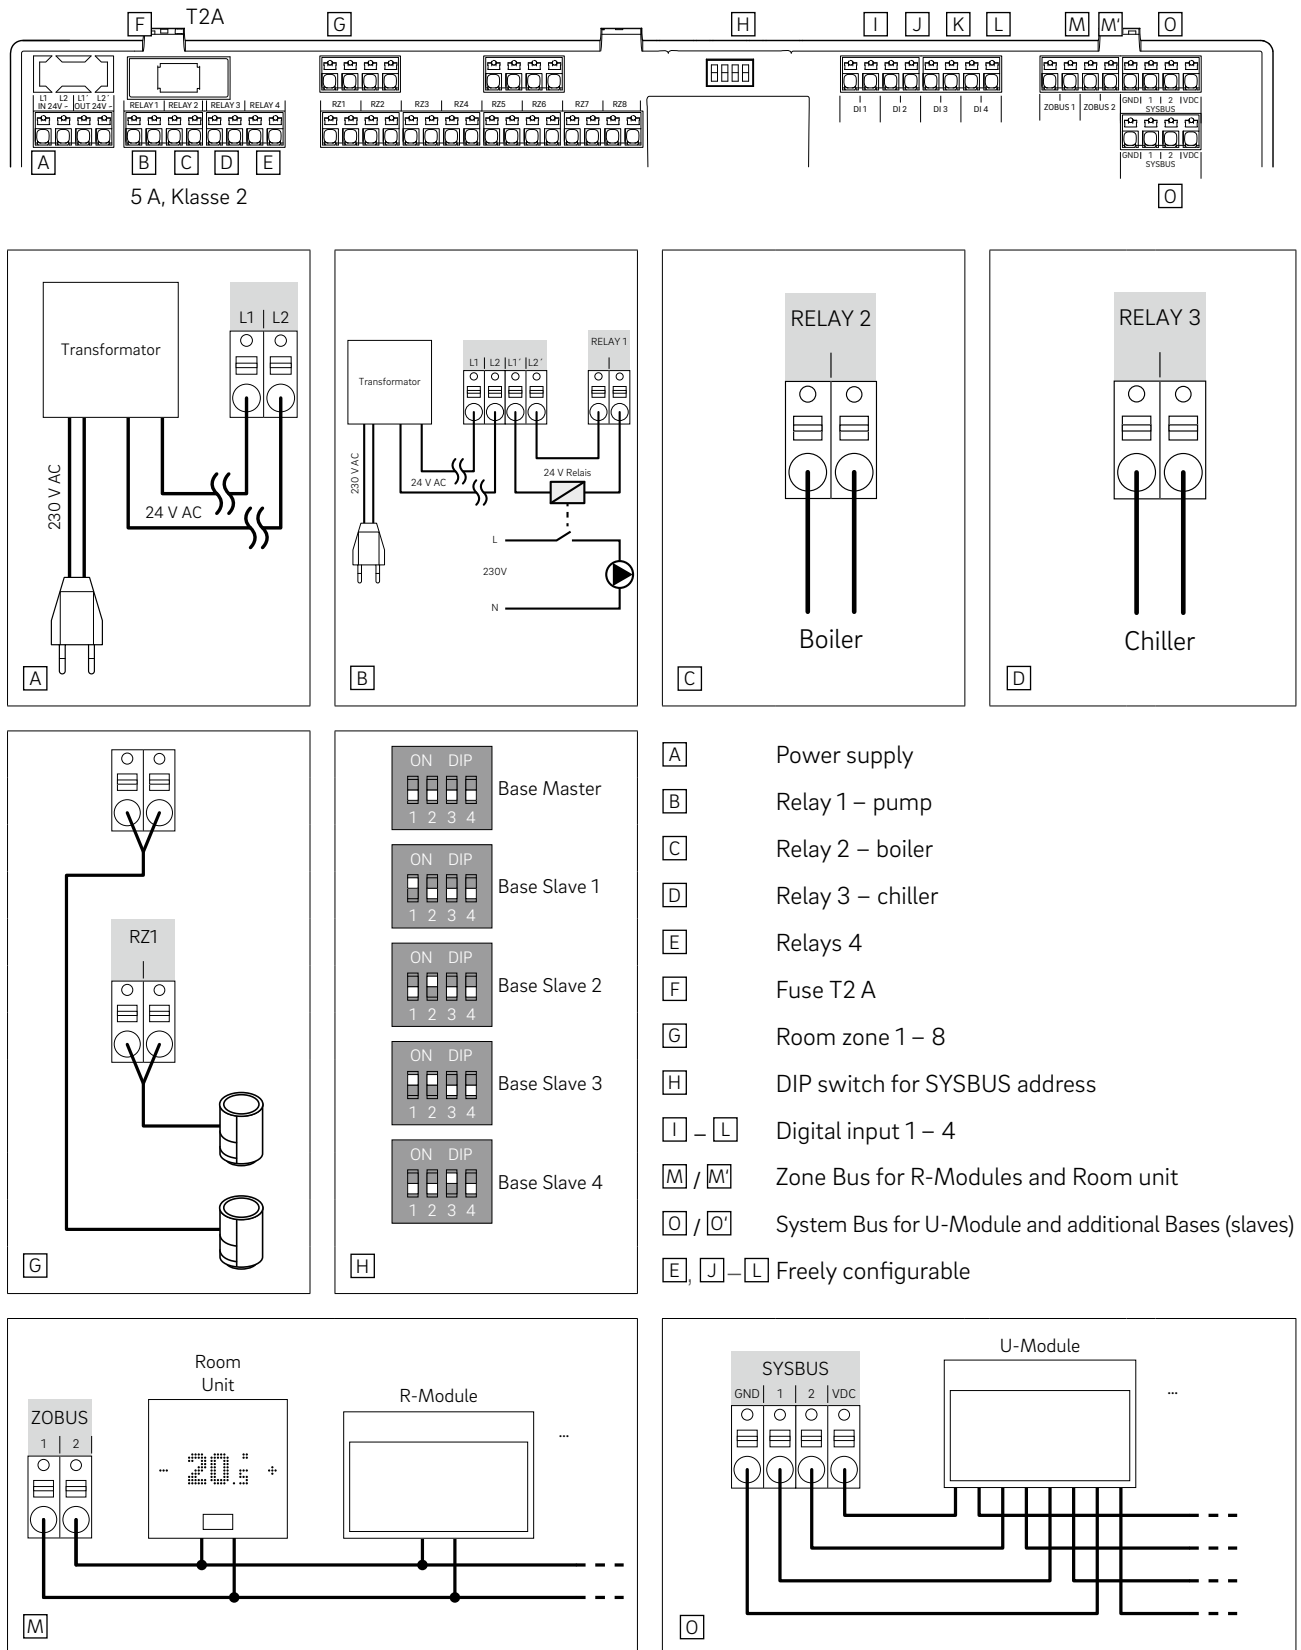 F T2A G H I J K L M M' O
L1 L2 L1´ L2´
IN 24V ~ OUT 24V ~
RELAY 1 RELAY 2 RELAY 3 RELAY 4
RZ1 RZ2 RZ3 RZ4 RZ5 RZ6 RZ7 RZ8
DI 1 DI 2 DI 3 DI 4
ZOBUS 1 ZOBUS 2
GND 1 2 VDC
SYSBUS
GND 1 2 VDC
SYSBUS
A B C D E
5 A, Klasse 2
O
Transformator
L1 L2
230 V AC
24 V AC
A
Transformator
L1 L2 L1´ L2´
RELAY 1
230 V AC
24 V AC
24 V Relais
L
230V
N
B
RELAY 2
Boiler
C
RELAY 3
Chiller
D
RZ1
G
ON DIP
1 2 3 4
Base Master
ON DIP
1 2 3 4
Base Slave 1
ON DIP
1 2 3 4
Base Slave 2
ON DIP
1 2 3 4
Base Slave 3
ON DIP
1 2 3 4
Base Slave 4
H
A Power supply
B Relay 1 – pump
C Relay 2 – boiler
D Relay 3 – chiller
E Relays 4
F Fuse T2 A
G Room zone 1 – 8
H DIP switch for SYSBUS address
I – L Digital input 1 – 4
M / M' Zone Bus for R-Modules and Room unit
O / O' System Bus for U-Module and additional Bases (slaves)
E, J – L Freely configurable
ZOBUS
1 2
Room
Unit
- 20.5° +
R-Module
...
M
SYSBUS
GND 1 2 VDC
U-Module
...
O